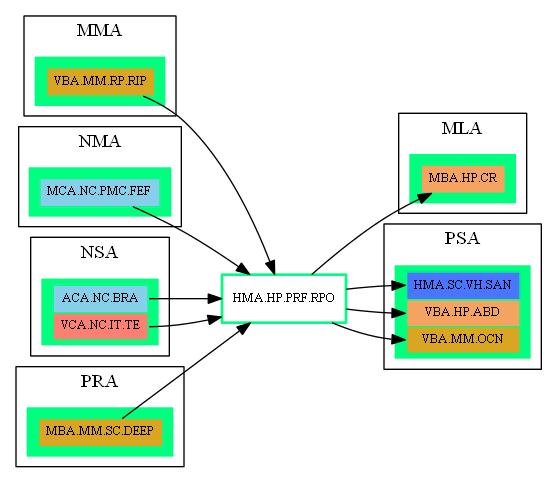 MMA
VBA.MM.RP.RIP
NMA
MCA.NC.PMC.FEF
NSA
ACA.NC.BRA
VCA.NC.IT.TE
PRA
MBA.MM.SC.DEEP
HMA.HP.PRF.RPO
MLA
MBA.HP.CR
PSA
HMA.SC.VH.SAN
VBA.HP.ABD
VBA.MM.OCN